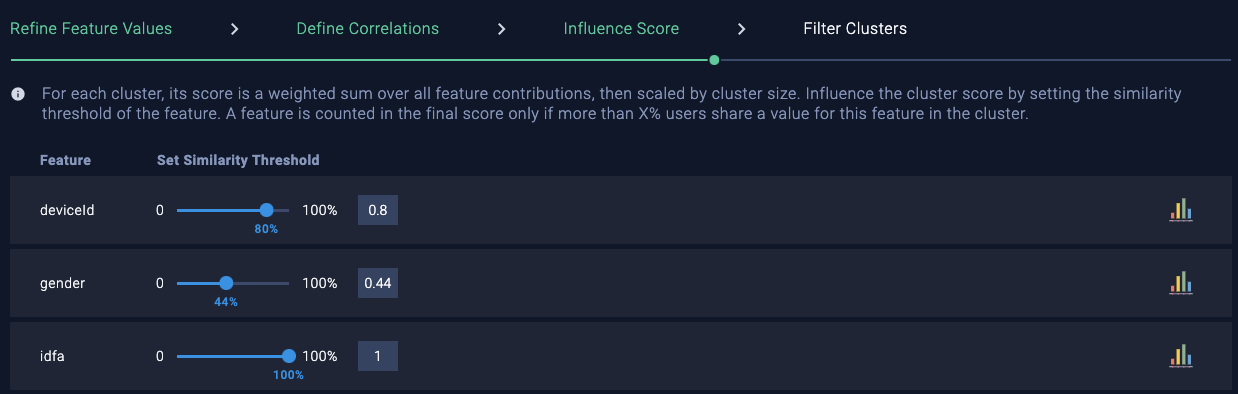 Refine Feature Values > Define Correlations > Influence Score > Filter Clusters
For each cluster, its score is a weighted sum over all feature contributions, then scaled by cluster size. Influence the cluster score by setting the similarity
threshold of the feature. A feature is counted in the final score only if more than X% users share a value for this feature in the cluster.
Feature Set Similarity Threshold
deviceId 0 100% 0.8
80%
gender 0 100% 0.44
44%
idfa 0 100% 1
100%